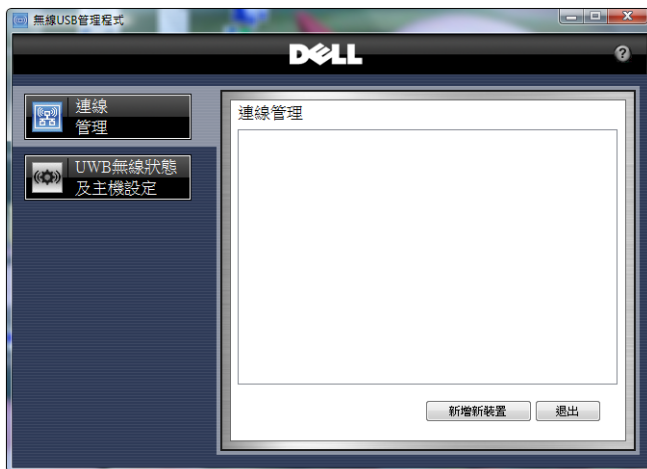 無線USB管理程式
DELL
?
連線
管理
UWB無線狀態
及主機設定
連線管理
新增新裝置
退出